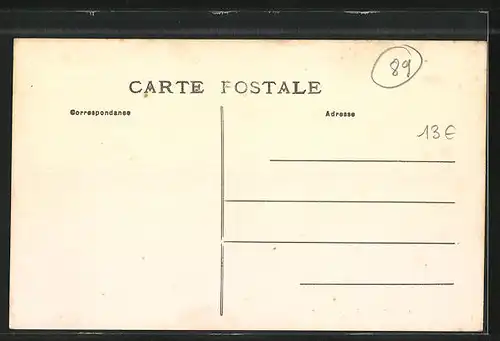 89
CARTE POSTALE
Correspondance Adresse
13€